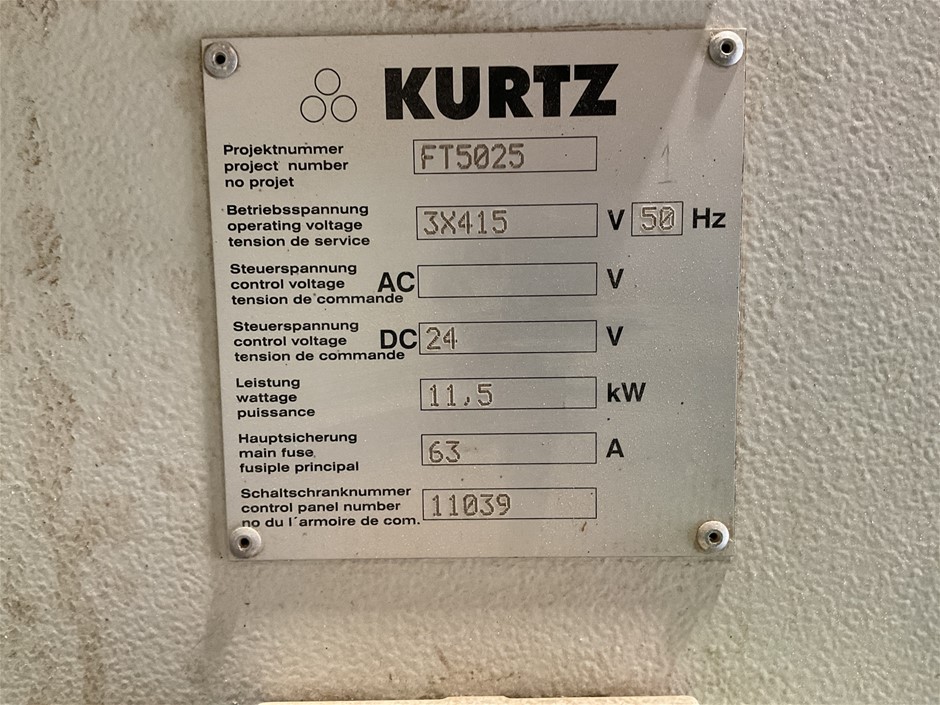 KURTZ
Projektnummer
project number
no projet
FT5025
Betriebsspannung
operating voltage
tension de service
3X415 V 50 Hz
Steuerspannung
control voltage
tension de commande
AC V
Steuerspannung
control voltage
tension de commande
DC 24 V
Leistung
wattage
puissance
11,5 kW
Hauptsicherung
main fuse
fusiple principal
63 A
Schaltschranknummer
control panel number
no du l'armoire de com.
11039